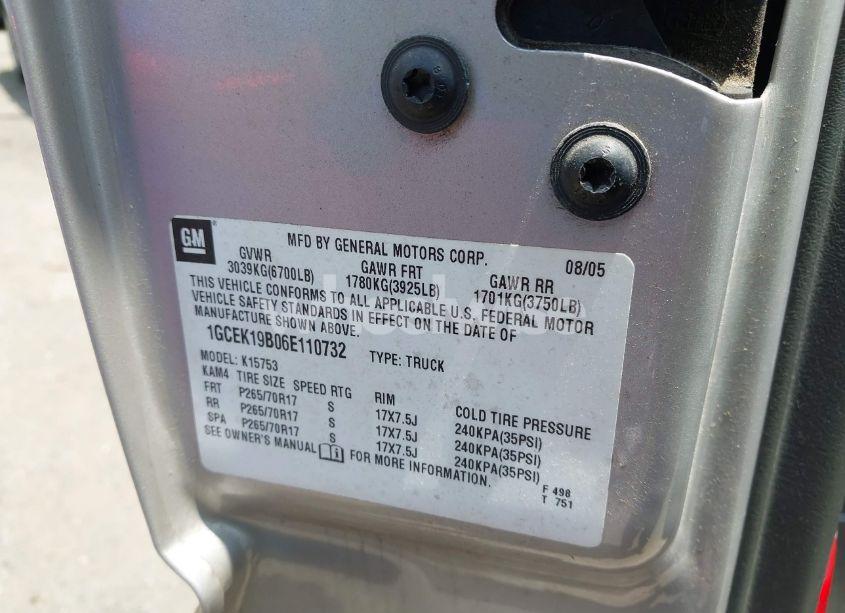 GM
MFD BY GENERAL MOTORS CORP. 08/05
GVWR GAWR FRT GAWR RR
3039KG(6700LB) 1780KG(3925LB) 1701KG(3750LB)
THIS VEHICLE CONFORMS TO ALL APPLICABLE U.S. FEDERAL MOTOR
VEHICLE SAFETY STANDARDS IN EFFECT ON THE DATE OF
MANUFACTURE SHOWN ABOVE.
1GCEK19B06E110732 TYPE: TRUCK
MODEL: K15753
KAM4 TIRE SIZE SPEED RTG RIM COLD TIRE PRESSURE
FRT P265/70R17 S 17X7.5J 240KPA(35PSI)
RR P265/70R17 S 17X7.5J 240KPA(35PSI)
SPA P265/70R17 S 17X7.5J 240KPA(35PSI)
SEE OWNER'S MANUAL FOR MORE INFORMATION.
F 498
T 751